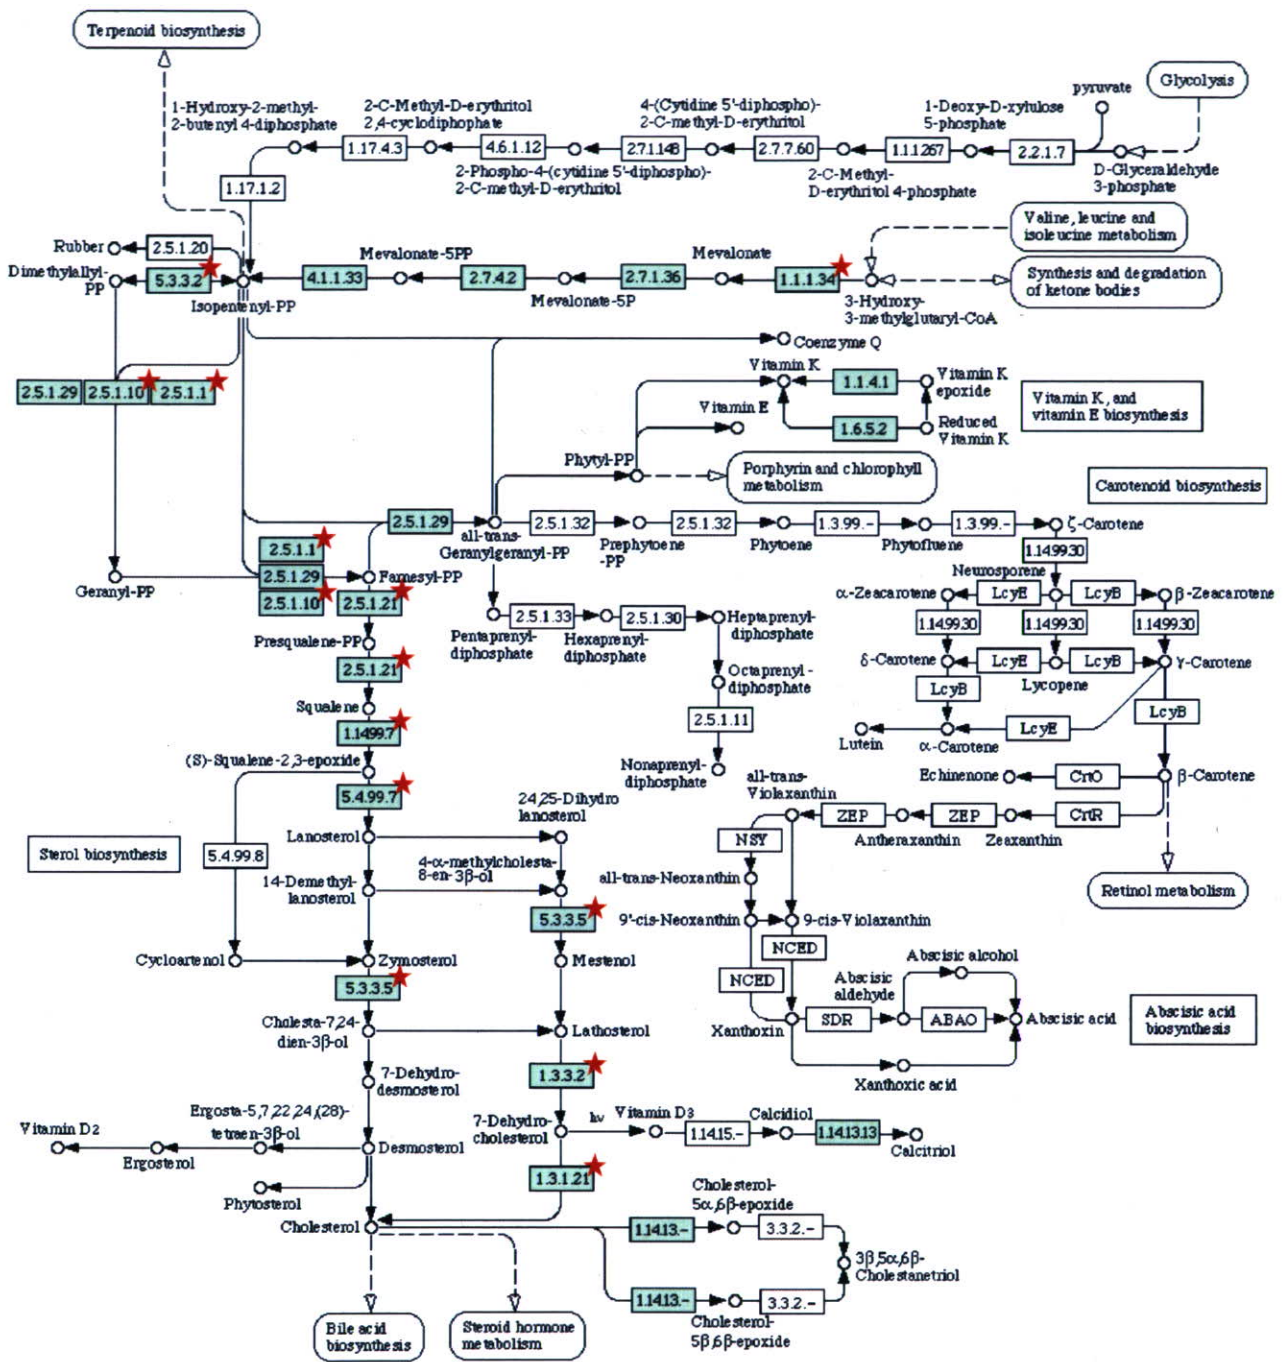 Terpenoid biosynthesis
Glycolysis
pyruvate
1-Hydroxy-2-methyl-
2-butenyl 4-diphosphate
2-C-Methyl-D-erythritol
2,4-cyclodiphophate
4-(Cytidine 5'-diphospho)-
2-C-methyl-D-erythritol
1-Deoxy-D-xylulose
5-phosphate
1.17.4.3
4.6.1.12
2.7.1.148
2.7.7.60
1.1.1267
2.2.1.7
2-Phospho-4-(cytidine 5'-diphospho)-
2-C-methyl-D-erythritol
2-C-Methyl-
D-erythritol 4-phosphate
D-Glyceraldehyde
3-phosphate
1.17.1.2
Valine, leucine and
isoleucine metabolism
Rubber
2.5.1.20
Mevalonate-5PP
Mevalonate
Dimethylallyl-
PP
5.3.3.2
4.1.1.33
2.7.4.2
2.7.1.36
1.1.1.34
Synthesis and degradation
of ketone bodies
Isopentenyl-PP
Mevalonate-5P
3-Hydroxy-
3-methylglutaryl-CoA
Coenzyme Q
Vitamin K
1.1.4.1
Vitamin K
epoxide
2.5.1.29
2.5.1.10
2.5.1.1
Vitamin E
1.6.5.2
Reduced
Vitamin K
Vitamin K, and
vitamin E biosynthesis
Phytyl-PP
Porphyrin and chlorophyll
metabolism
Carotenoid biosynthesis
2.5.1.29
all-trans-
Geranylgeranyl-PP
2.5.1.32
Prephytoene
-PP
2.5.1.32
Phytoene
1.3.99.-
Phytofluene
1.3.99.-
ζ-Carotene
1.14.99.30
2.5.1.1
2.5.1.29
2.5.1.10
Geranyl-PP
Farnesyl-PP
2.5.1.21
Neurosporene
α-Zeacarotene
LcyE
LcyB
β-Zeacarotene
1.14.99.30
1.14.99.30
1.14.99.30
Pentaprenyl-
diphosphate
2.5.1.33
Hexaprenyl-
diphosphate
2.5.1.30
Heptaprenyl-
diphosphate
Presqualene-PP
2.5.1.21
δ-Carotene
LcyE
Lycopene
LcyB
γ-Carotene
Octaprenyl-
diphosphate
LcyB
Squalene
1.1499.7
2.5.1.11
LcyB
Lutein
α-Carotene
LcyE
(S)-Squalene-2,3-epoxide
Nonaprenyl-
diphosphate
all-trans-
Violaxanthin
Echinenone
CrtO
β-Carotene
5.4.99.7
24,25-Dihydro
lanosterol
ZEP
Antheraxanthin
ZEP
Zeaxanthin
CrtR
Lanosterol
NSY
Sterol biosynthesis
5.4.99.8
4-α-methylcholesta-
8-en-3β-ol
14-Demethyl-
lanosterol
all-trans-Neoxanthin
Retinol metabolism
5.3.3.5
9'-cis-Neoxanthin
9-cis-Violaxanthin
NCED
Cycloartenol
Zymosterol
Mestenol
NCED
Abscisic alcohol
Abscisic
aldehyde
5.3.3.5
Cholesta-7,24-
dien-3β-ol
Lathosterol
Xanthoxin
SDR
ABAO
Abscisic acid
Abscisic acid
biosynthesis
7-Dehydro-
desmosterol
1.3.3.2
Xanthoxic acid
Ergosta-5,7,22,24,(28)-
tetraen-3β-ol
7-Dehydro-
cholesterol
hν
Vitamin D3
1.14.15.-
Calcidiol
1.14.13.13
Calcitriol
Vitamin D2
Ergosterol
Desmosterol
1.3.1.21
Phytosterol
Cholesterol-
5α,6β-epoxide
Cholesterol
1.14.13.-
3.3.2.-
3β,5α,6β-
Cholestanetriol
1.14.13.-
3.3.2.-
Cholesterol-
5β,6β-epoxide
Bile acid
biosynthesis
Steroid hormone
metabolism